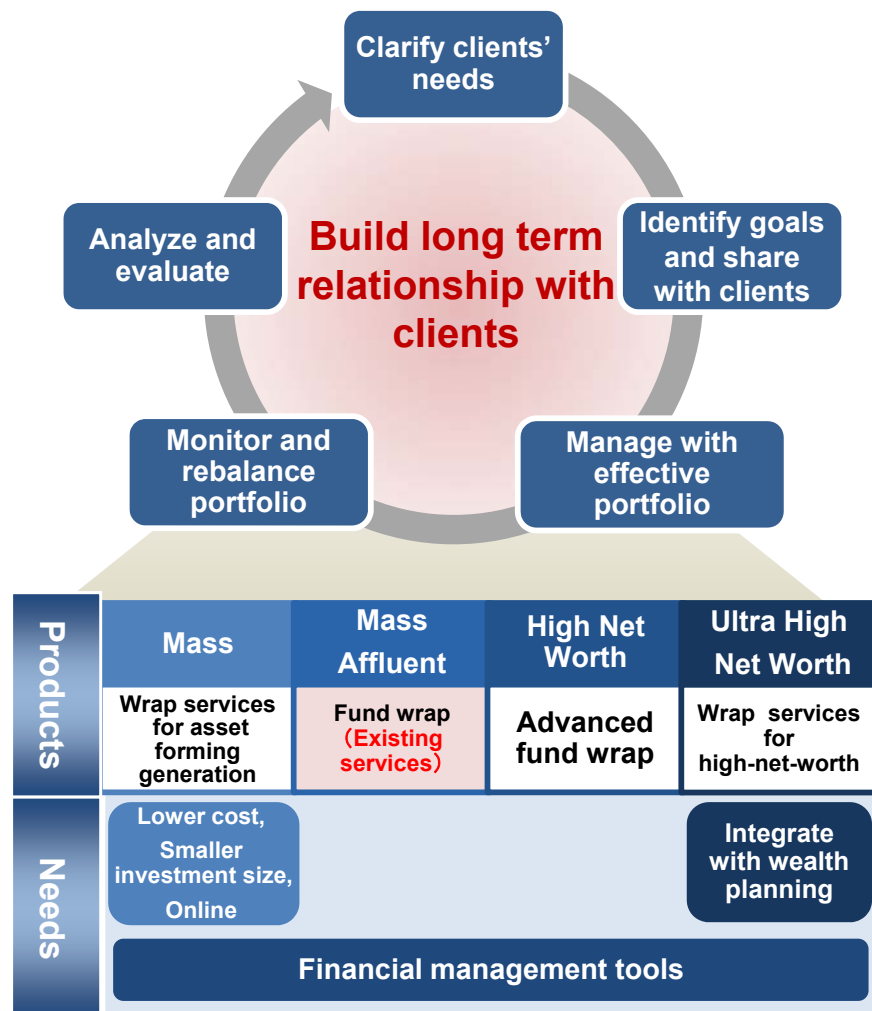 Clarify clients’
needs
Identify goals
and share
with clients
Manage with
effective
portfolio
Monitor and
rebalance
portfolio
Analyze and
evaluate
Build long term
relationship with
clients
Products
Mass
Mass
Affluent
High Net
Worth
Ultra High
Net Worth
Wrap services
for asset
forming
generation
Fund wrap
（Existing
services）
Advanced
fund wrap
Wrap services
for
high-net-worth
Needs
Lower cost,
Smaller
investment size,
Online
Integrate
with wealth
planning
Financial management tools